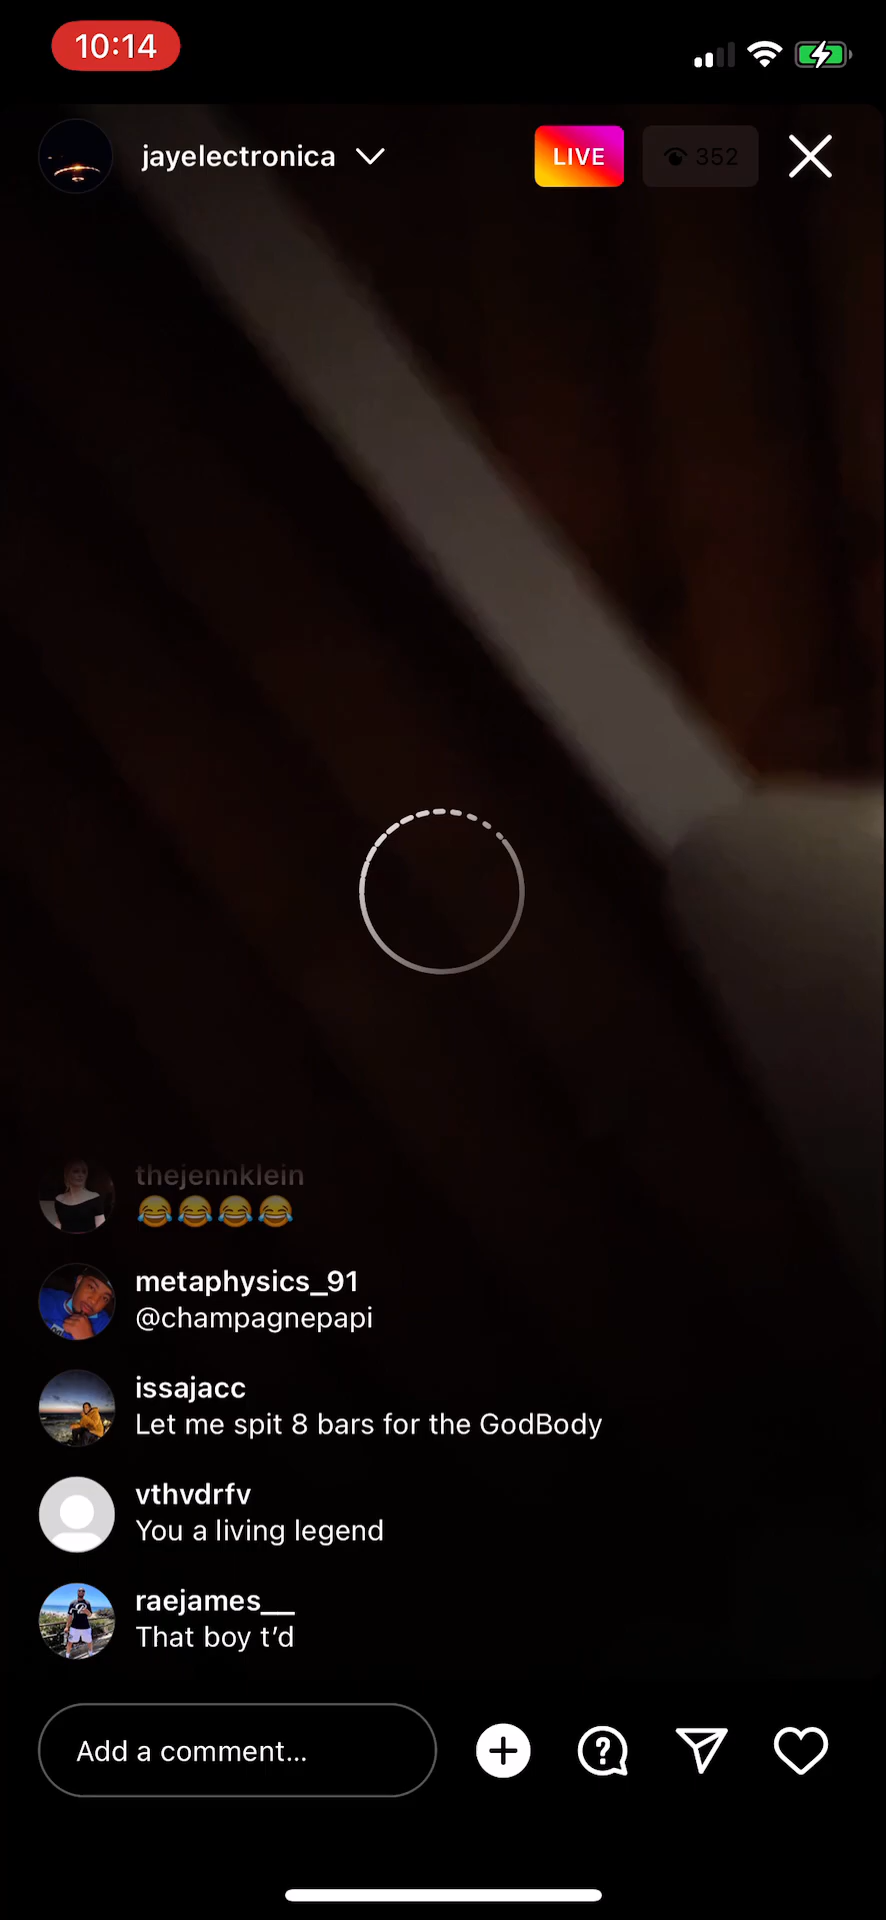 10:14
jayelectronica
LIVE
352
thejennklein
😂😂😂😂
metaphysics_91
@champagnepapi
issajacc
Let me spit 8 bars for the GodBody
vthvdrfv
You a living legend
raejames__
That boy t’d
Add a comment...